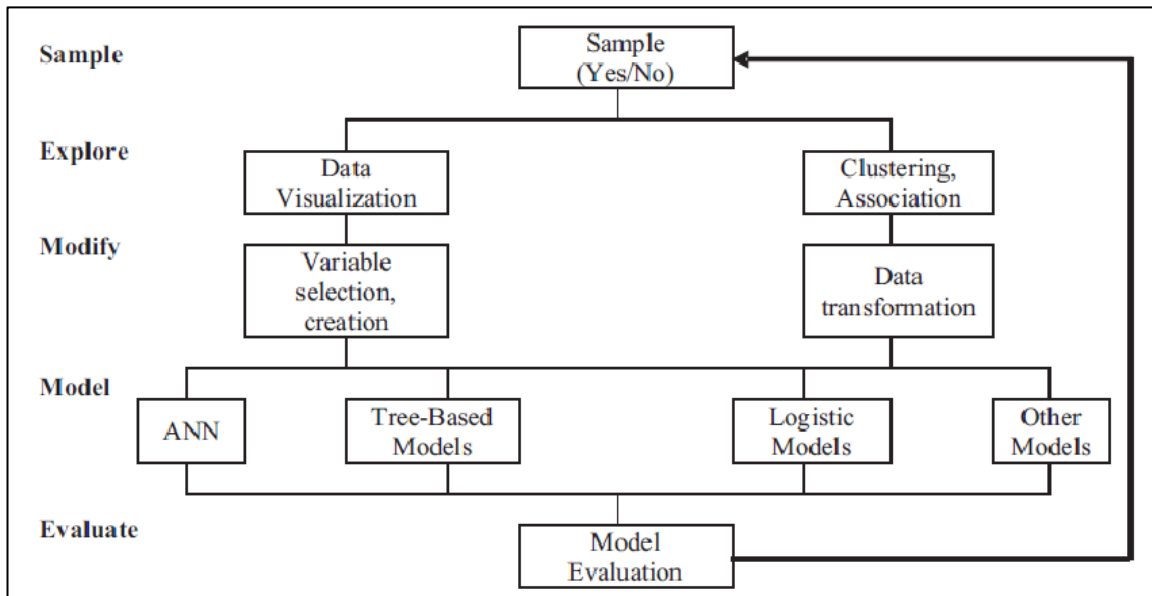 Sample
Sample
(Yes/No)
Explore
Data
Visualization
Clustering,
Association
Modify
Variable
selection,
creation
Data
transformation
Model
ANN
Tree-Based
Models
Logistic
Models
Other
Models
Evaluate
Model
Evaluation